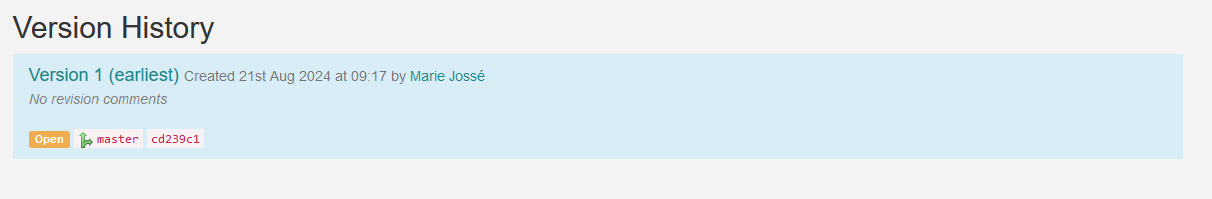 Version History
Version 1 (earliest) Created 21st Aug 2024 at 09:17 by Marie Jossé
No revision comments
Open master cd239c1